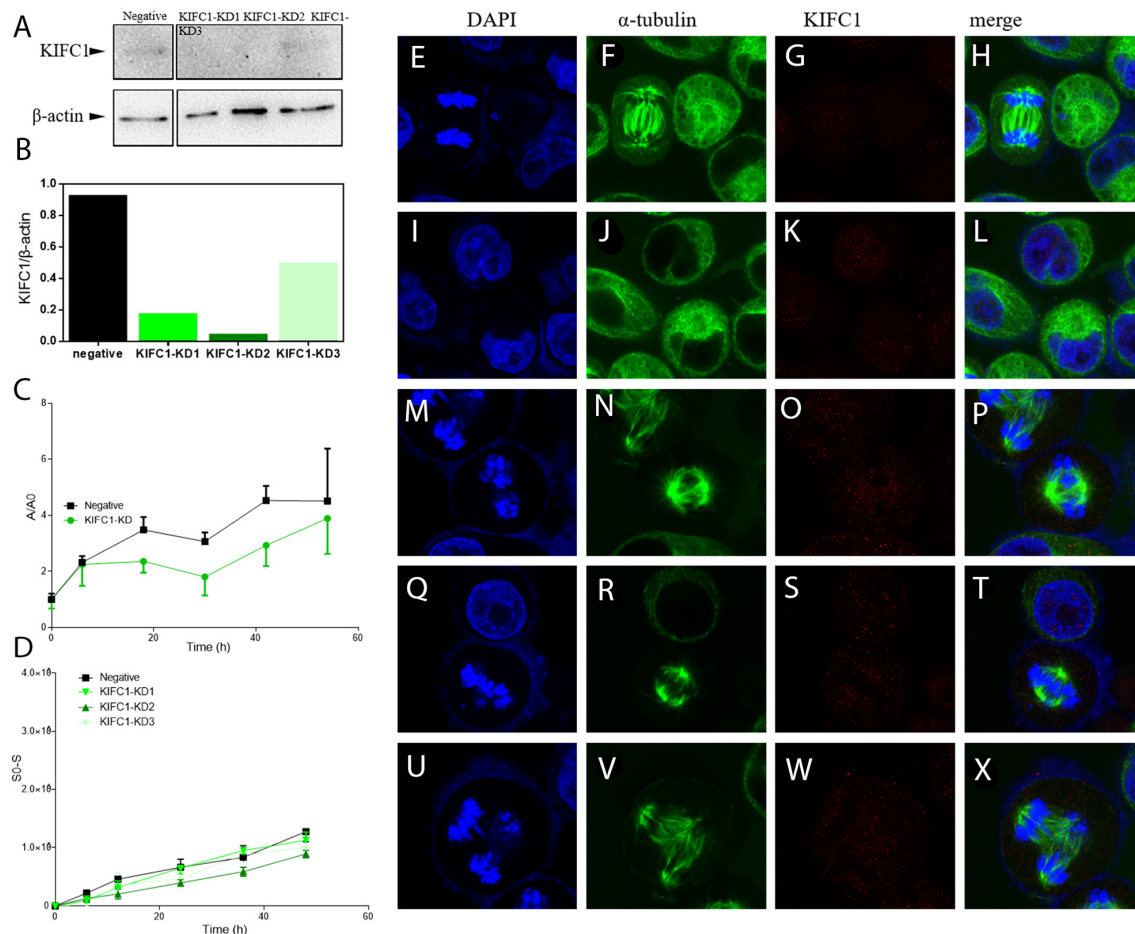 A
Negative
KIFC1-KD1 KIFC1-KD2 KIFC1-
KD3
KIFC1
β-actin
B
KIFC1/β-actin
1.0
0.8
0.6
0.4
0.2
0.0
negative
KIFC1-KD1
KIFC1-KD2
KIFC1-KD3
C
A/A0
8
6
4
2
0
Negative
KIFC1-KD
0
20
40
60
Time (h)
D
S0-S
Negative
KIFC1-KD1
KIFC1-KD2
KIFC1-KD3
0
0
20
40
60
Time (h)
DAPI
α-tubulin
KIFC1
merge
E
F
G
H
I
J
K
L
M
N
O
P
Q
R
S
T
U
V
W
X